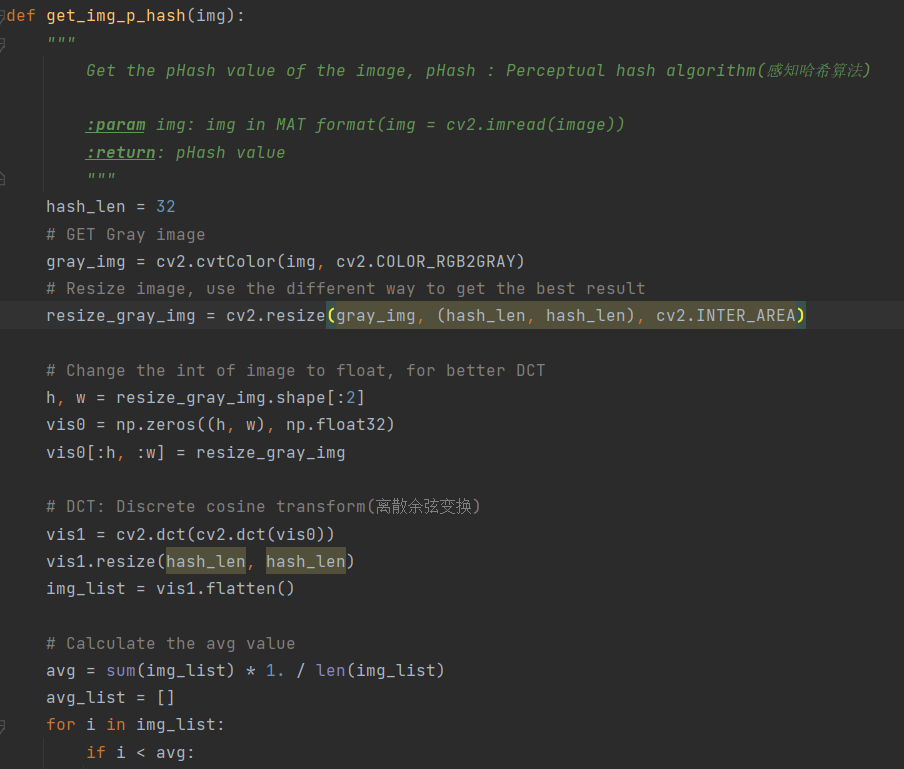 def get_img_p_hash(img):
    """
        Get the pHash value of the image, pHash : Perceptual hash algorithm(感知哈希算法)

        :param img: img in MAT format(img = cv2.imread(image))
        :return: pHash value
        """
    hash_len = 32
    # GET Gray image
    gray_img = cv2.cvtColor(img, cv2.COLOR_RGB2GRAY)
    # Resize image, use the different way to get the best result
    resize_gray_img = cv2.resize(gray_img, (hash_len, hash_len), cv2.INTER_AREA)

    # Change the int of image to float, for better DCT
    h, w = resize_gray_img.shape[:2]
    vis0 = np.zeros((h, w), np.float32)
    vis0[:h, :w] = resize_gray_img

    # DCT: Discrete cosine transform(离散余弦变换)
    vis1 = cv2.dct(cv2.dct(vis0))
    vis1.resize(hash_len, hash_len)
    img_list = vis1.flatten()

    # Calculate the avg value
    avg = sum(img_list) * 1. / len(img_list)
    avg_list = []
    for i in img_list:
        if i < avg: